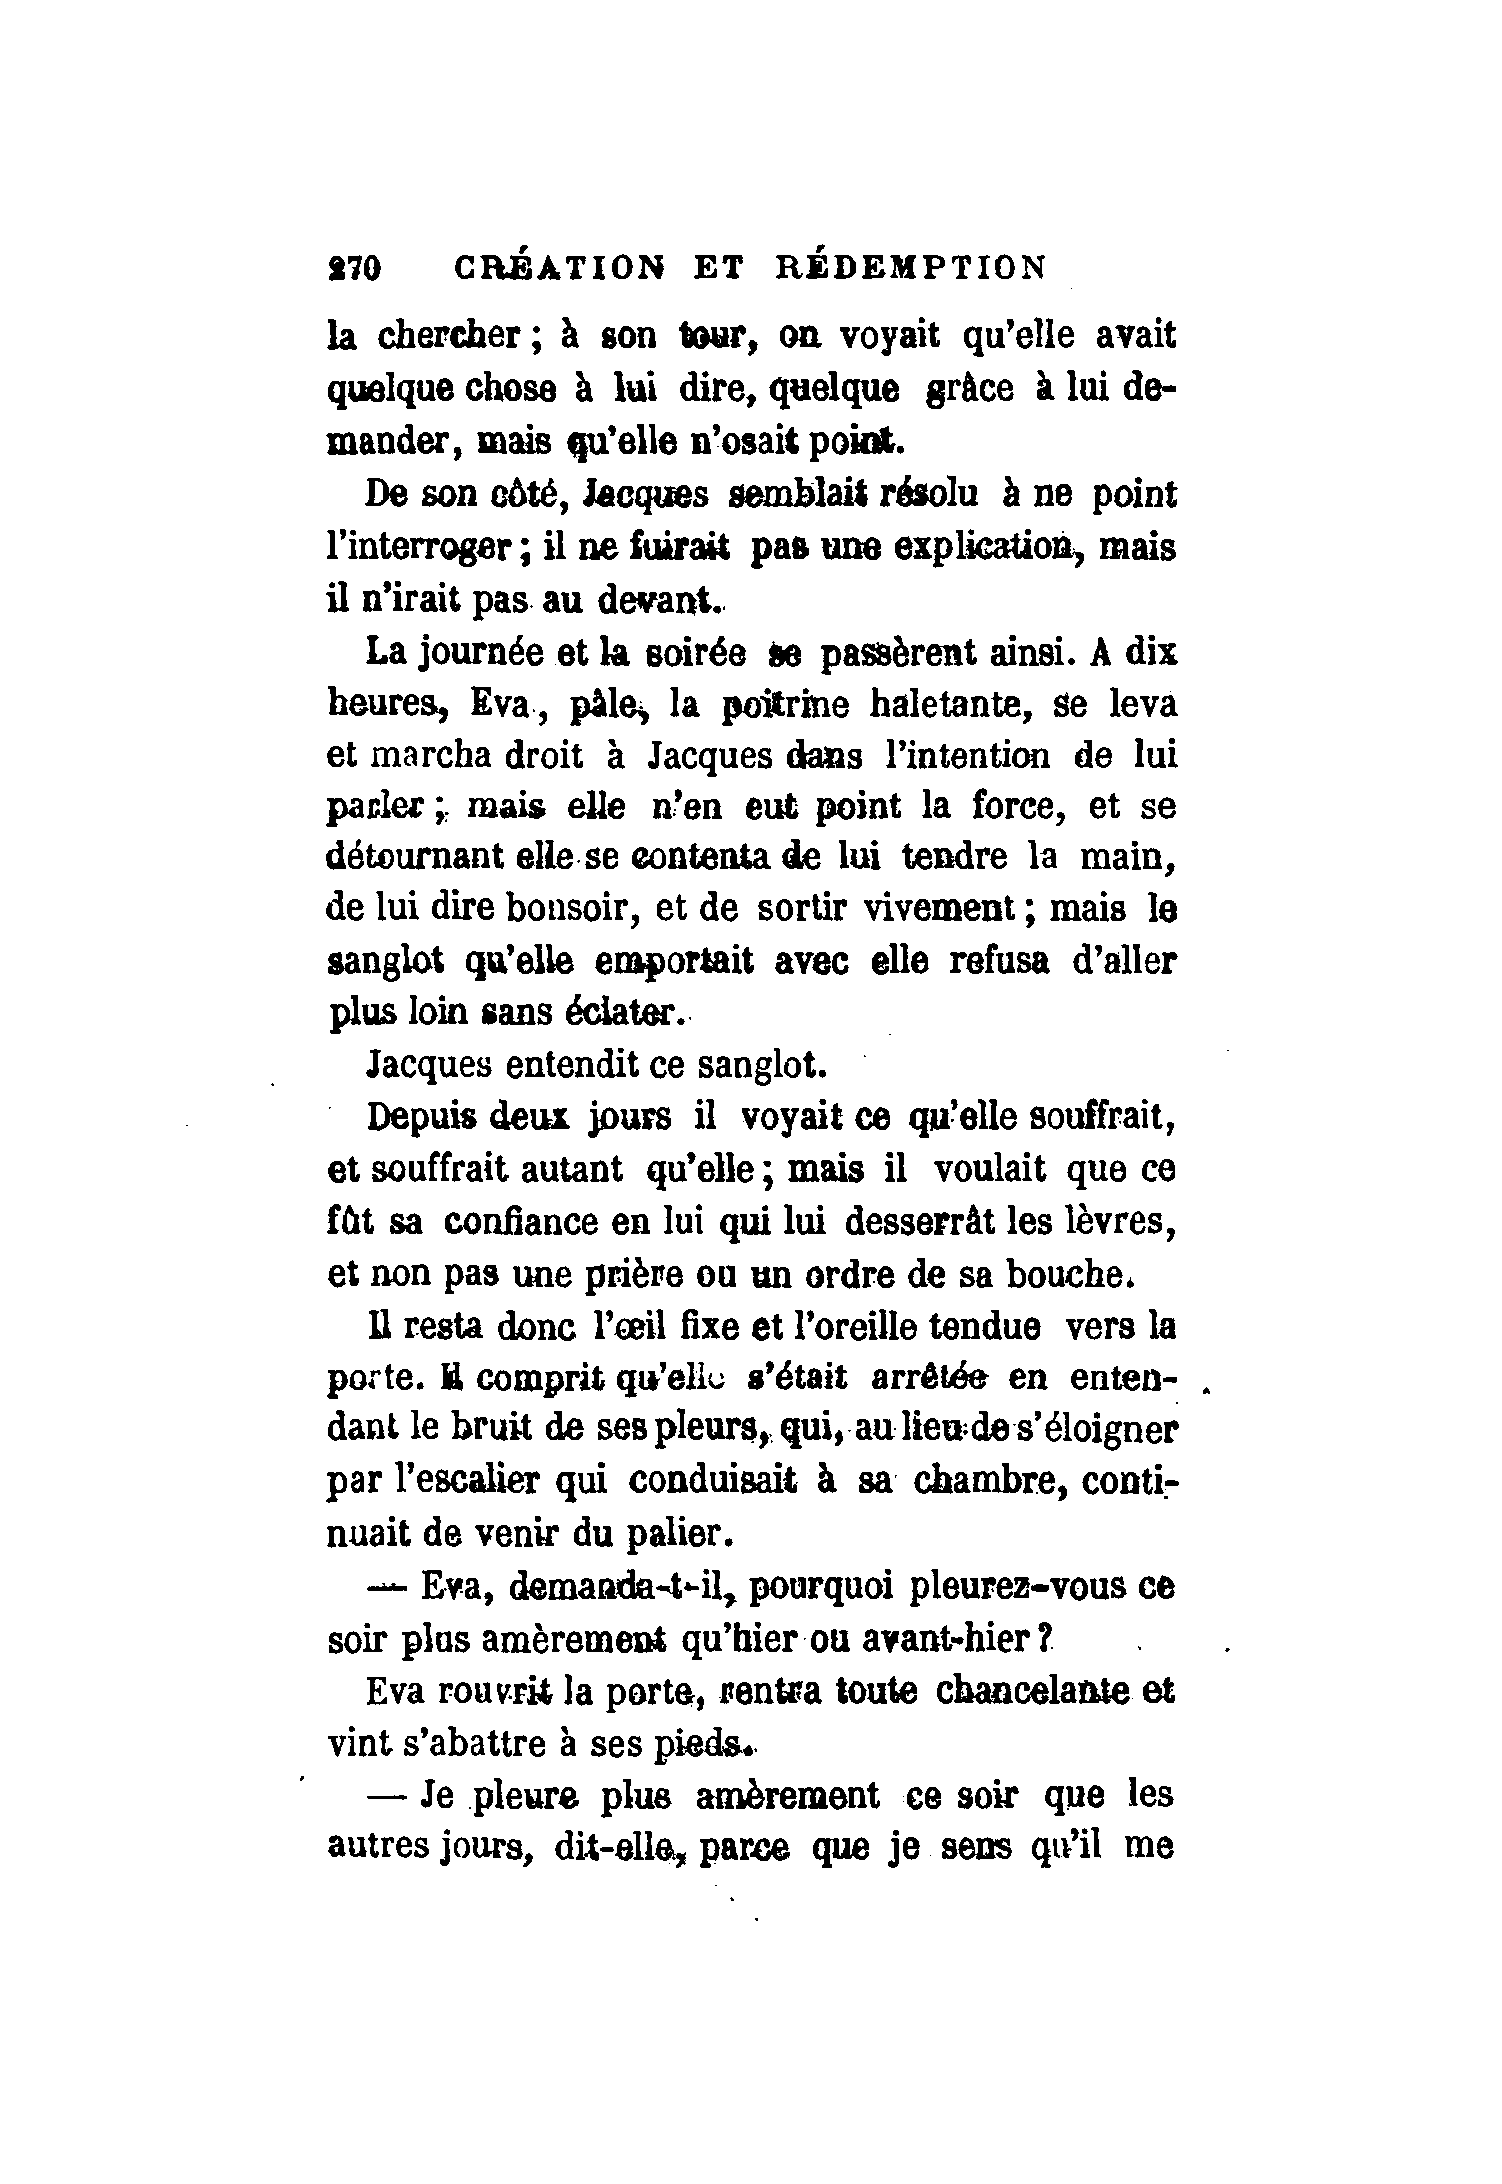 270 CRÉATION ET RÉDEMPTION
la chercher ; à son tour, on voyait qu'elle avait
quelque chose à lui dire, quelque grâce à lui de-
mander, mais qu'elle n'osait point.
De son côté, Jacques semblait résolu à ne point
l'interroger ; il ne fuirait pas une explication, mais
il n'irait pas au devant.
La journée et la soirée se passèrent ainsi. A dix
heures, Eva, pâle, la poitrine haletante, se leva
et marcha droit à Jacques dans l'intention de lui
parler ; mais elle n'en eut point la force, et se
détournant elle se contenta de lui tendre la main,
de lui dire bonsoir, et de sortir vivement ; mais le
sanglot qu'elle emportait avec elle refusa d'aller
plus loin sans éclater.
Jacques entendit ce sanglot.
Depuis deux jours il voyait ce qu'elle souffrait,
et souffrait autant qu'elle ; mais il voulait que ce
fût sa confiance en lui qui lui desserrât les lèvres,
et non pas une prière ou un ordre de sa bouche.
Il resta donc l'œil fixe et l'oreille tendue vers la
porte. Il comprit qu'elle s'était arrêtée en enten-
dant le bruit de ses pleurs, qui, au lieu de s'éloigner
par l'escalier qui conduisait à sa chambre, conti-
nuait de venir du palier.
— Eva, demanda-t-il, pourquoi pleurez-vous ce
soir plus amèrement qu'hier ou avant-hier ?
Eva rouvrit la porte, rentra toute chancelante et
vint s'abattre à ses pieds.
— Je pleure plus amèrement ce soir que les
autres jours, dit-elle, parce que je sens qu'il me